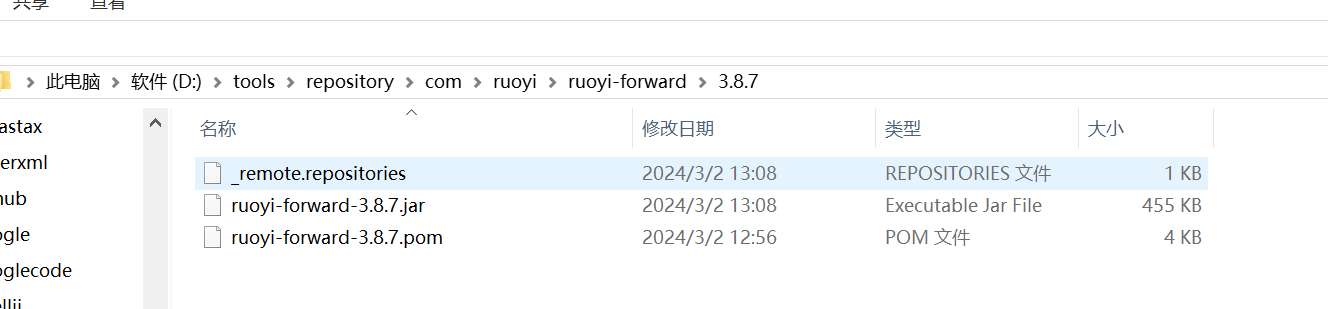 共享 查看
此电脑 软件 (D:) tools repository com ruoyi ruoyi-forward 3.8.7
名称 修改日期 类型 大小
astax
_remote.repositories 2024/3/2 13:08 REPOSITORIES 文件 1 KB
erxml
ruoyi-forward-3.8.7.jar 2024/3/2 13:08 Executable Jar File 455 KB
ruoyi-forward-3.8.7.pom 2024/3/2 12:56 POM 文件 4 KB
ogle
oglecode